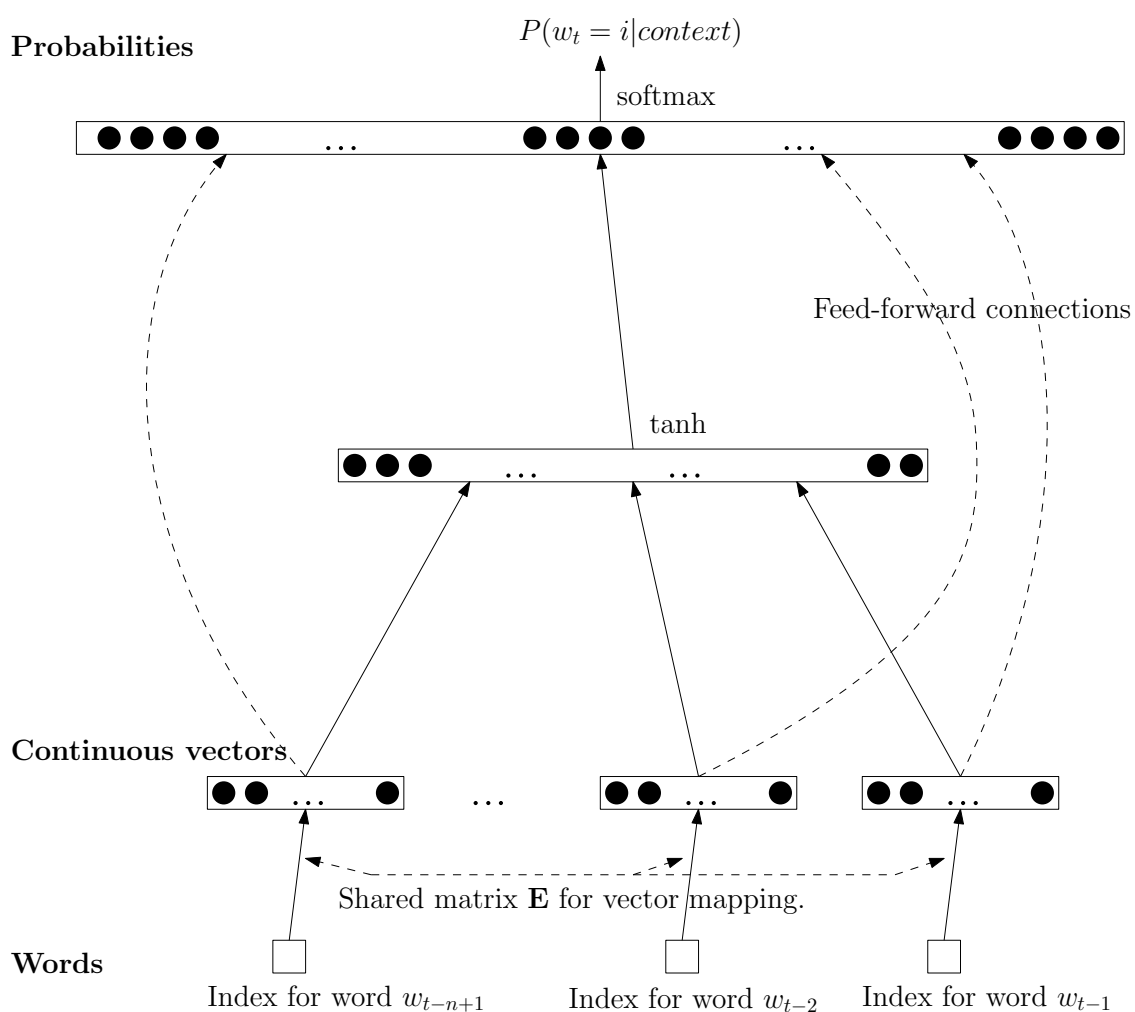 P(w_t = i|context)
Probabilities
softmax
...
...
Feed-forward connections
tanh
...
...
Continuous vectors
...
...
...
...
Shared matrix E for vector mapping.
Words
Index for word w_{t−n+1}
Index for word w_{t−2}
Index for word w_{t−1}